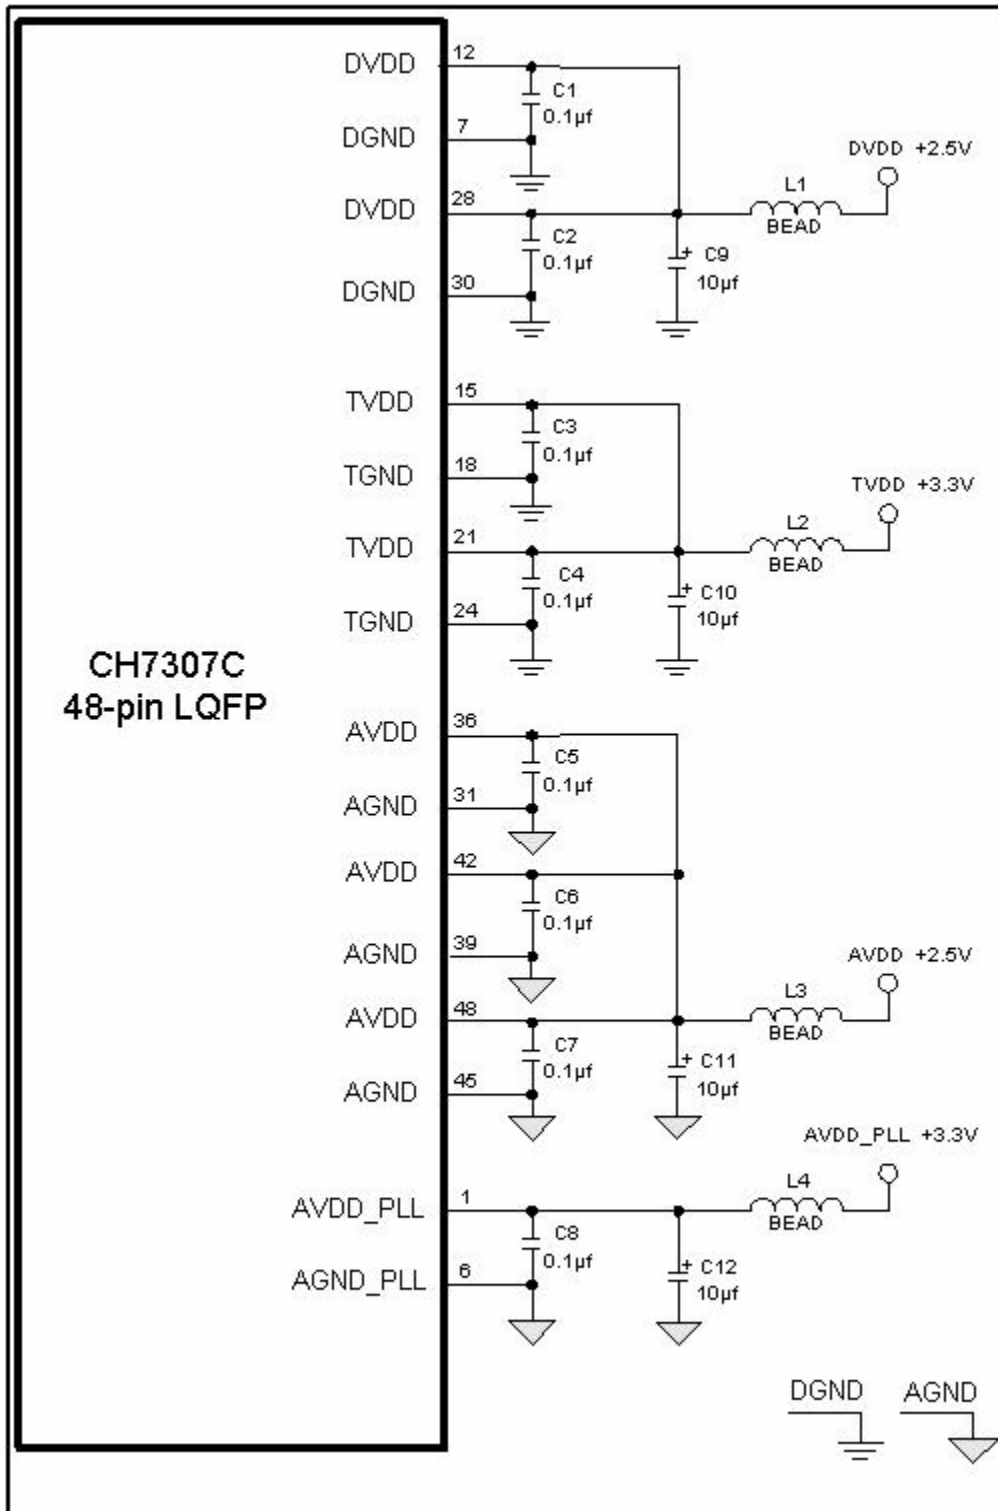 DVDD 12
C1
0.1µf
DGND 7
DVDD +2.5V
DVDD 28
L1
BEAD
C2
0.1µf
C9
+
10µf
DGND 30
TVDD 15
C3
0.1µf
TGND 18
TVDD +3.3V
TVDD 21
L2
BEAD
C4
0.1µf
C10
+
10µf
TGND 24
CH7307C
48-pin LQFP
AVDD 36
C5
0.1µf
AGND 31
AVDD 42
C6
0.1µf
AGND 39
AVDD +2.5V
AVDD 48
L3
BEAD
C7
0.1µf
C11
+
10µf
AGND 45
AVDD_PLL +3.3V
AVDD_PLL 1
L4
BEAD
C8
0.1µf
C12
+
10µf
AGND_PLL 6
DGND AGND